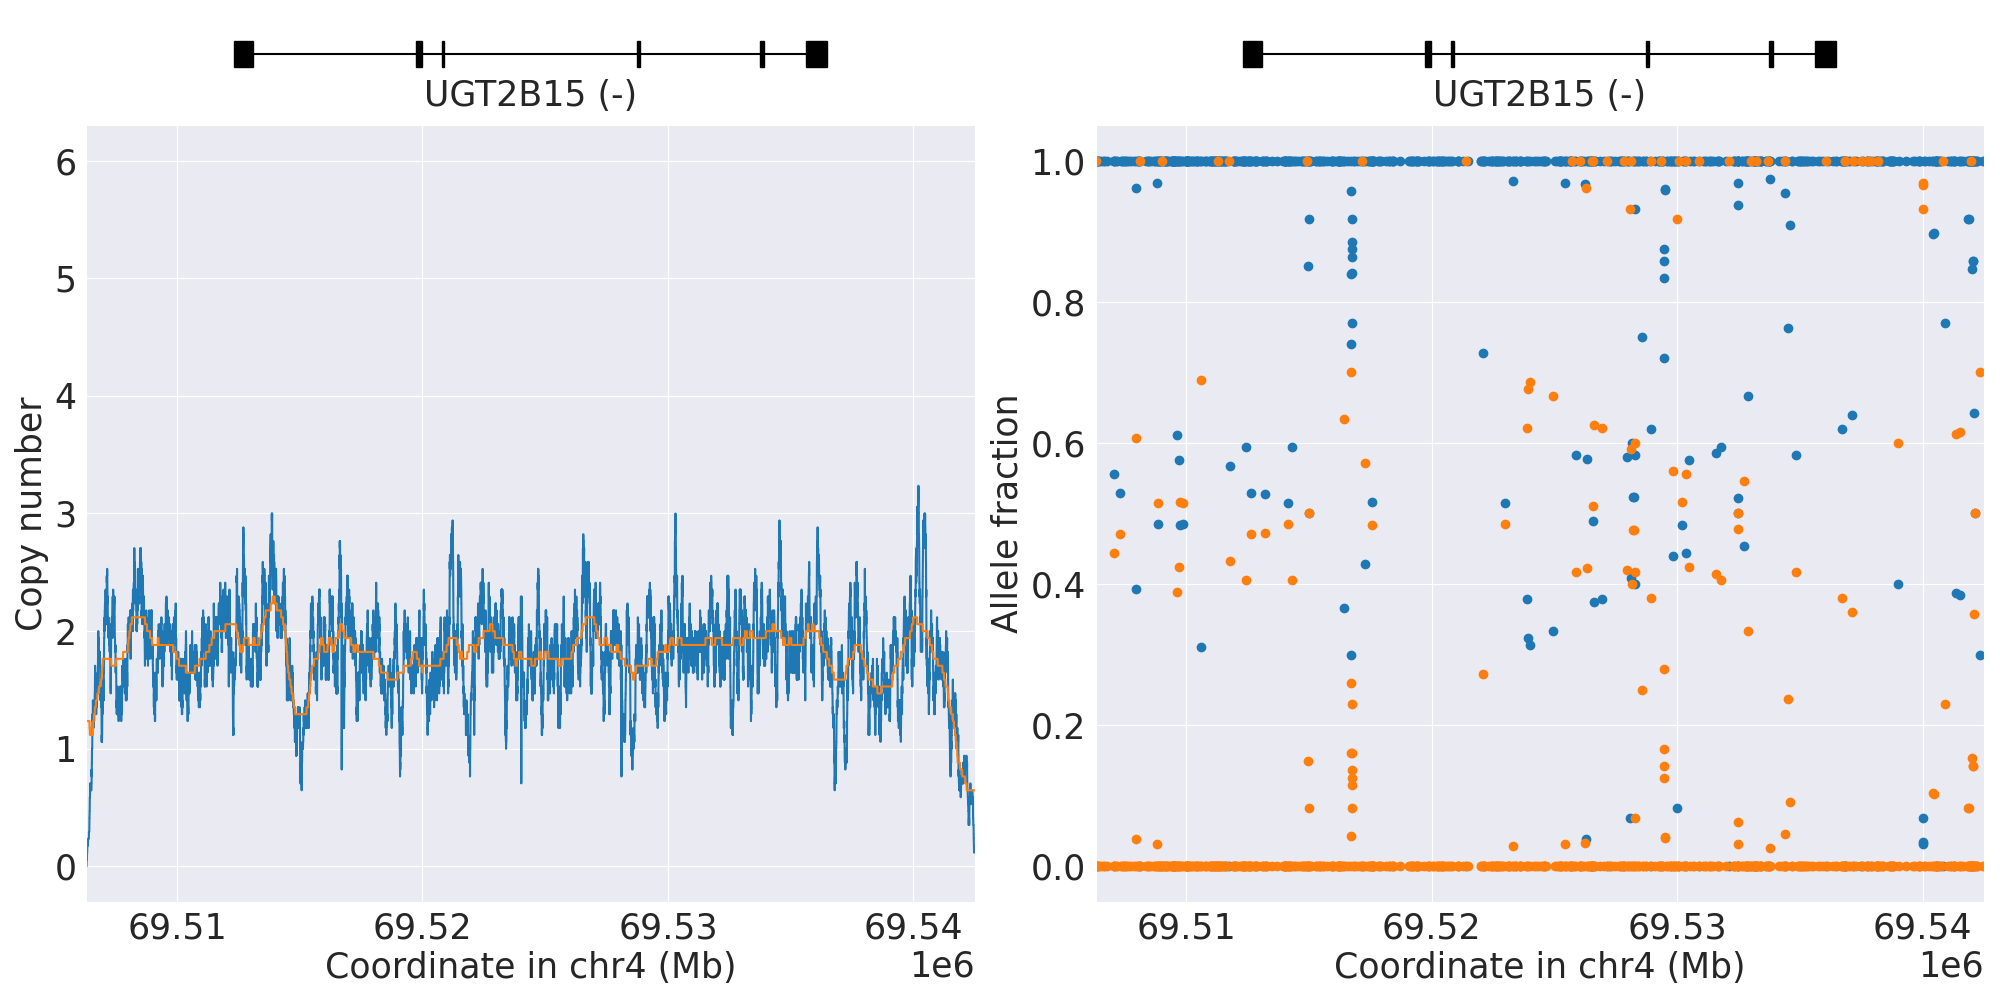 UGT2B15 (-)
6
5
4
3
2
1
0
Copy number
69.51 69.52 69.53 69.54
Coordinate in chr4 (Mb)
1e6
UGT2B15 (-)
1.0
0.8
0.6
0.4
0.2
0.0
Allele fraction
69.51 69.52 69.53 69.54
Coordinate in chr4 (Mb)
1e6